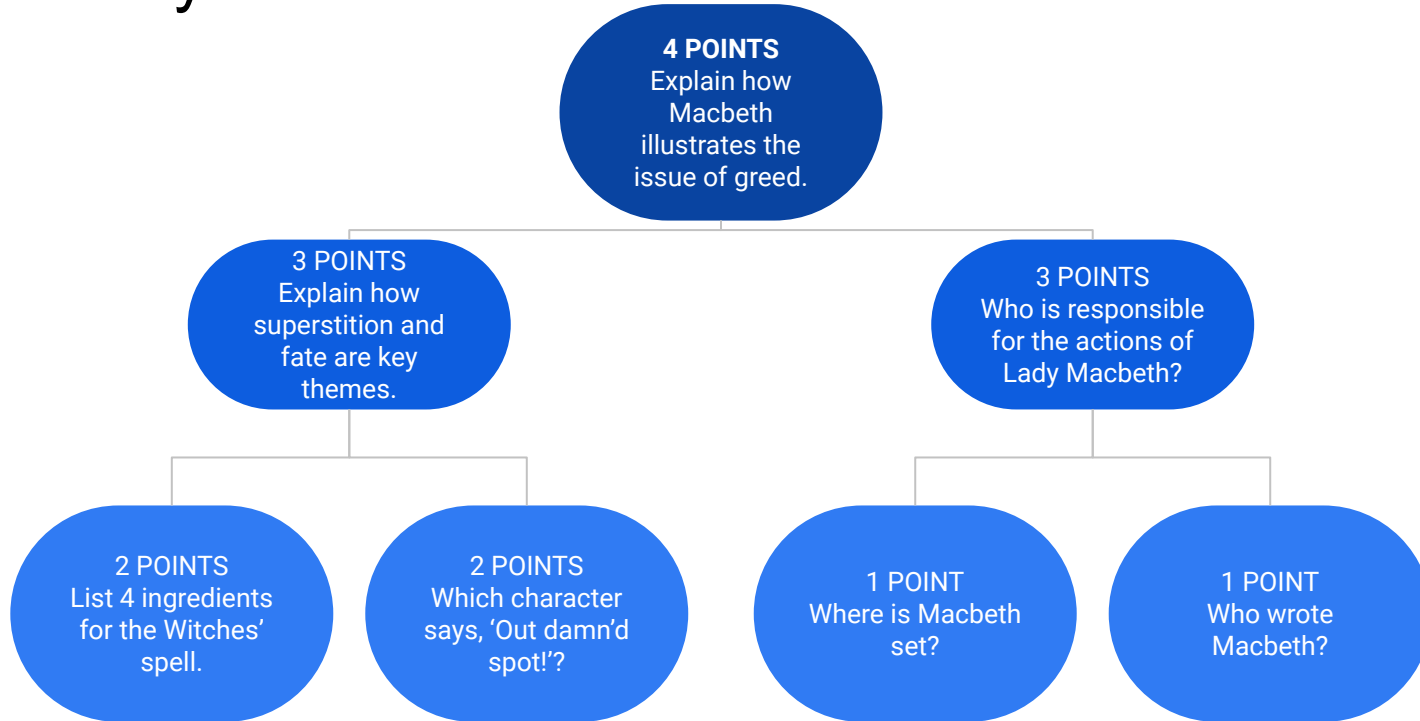 4 POINTS
Explain how
Macbeth
illustrates the
issue of greed.
3 POINTS
Explain how
superstition and
fate are key
themes.
3 POINTS
Who is responsible
for the actions of
Lady Macbeth?
2 POINTS
List 4 ingredients
for the Witches’
spell.
2 POINTS
Which character
says, ‘Out damn’d
spot!’?
1 POINT
Where is Macbeth
set?
1 POINT
Who wrote
Macbeth?